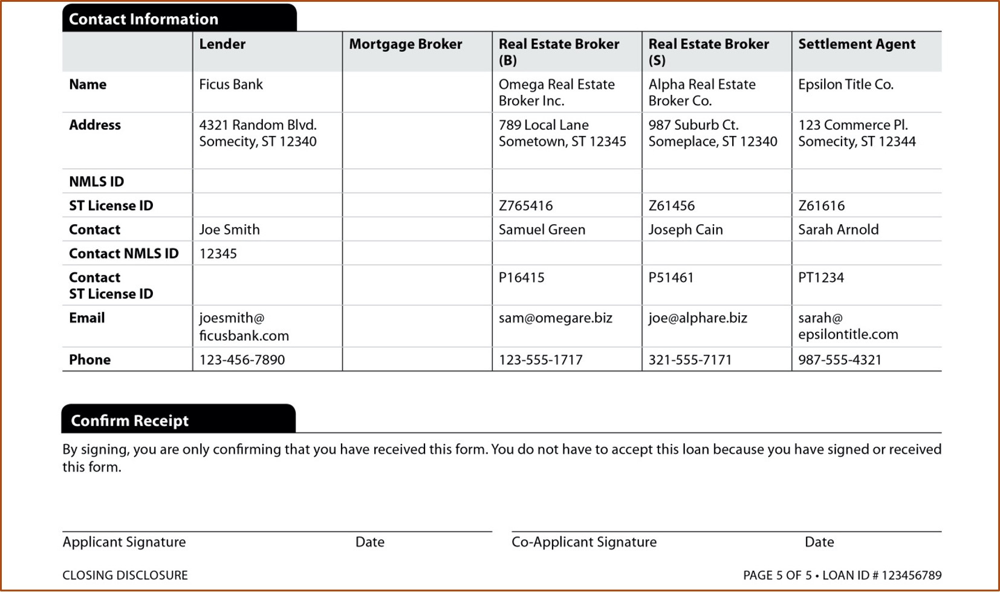 Contact Information
Lender Mortgage Broker Real Estate Broker (B) Real Estate Broker (S) Settlement Agent
Name Ficus Bank Omega Real Estate Broker Inc. Alpha Real Estate Broker Co. Epsilon Title Co.
Address 4321 Random Blvd. Somecity, ST 12340 789 Local Lane Sometown, ST 12345 987 Suburb Ct. Someplace, ST 12340 123 Commerce Pl. Somecity, ST 12344
NMLS ID
ST License ID Z765416 Z61456 Z61616
Contact Joe Smith Samuel Green Joseph Cain Sarah Arnold
Contact NMLS ID 12345
Contact ST License ID P16415 P51461 PT1234
Email joesmith@ficusbank.com sam@omegare.biz joe@alphare.biz sarah@epsilontitle.com
Phone 123-456-7890 123-555-1717 321-555-7171 987-555-4321
Confirm Receipt
By signing, you are only confirming that you have received this form. You do not have to accept this loan because you have signed or received
this form.
Applicant Signature Date Co-Applicant Signature Date
CLOSING DISCLOSURE PAGE 5 OF 5 • LOAN ID # 123456789